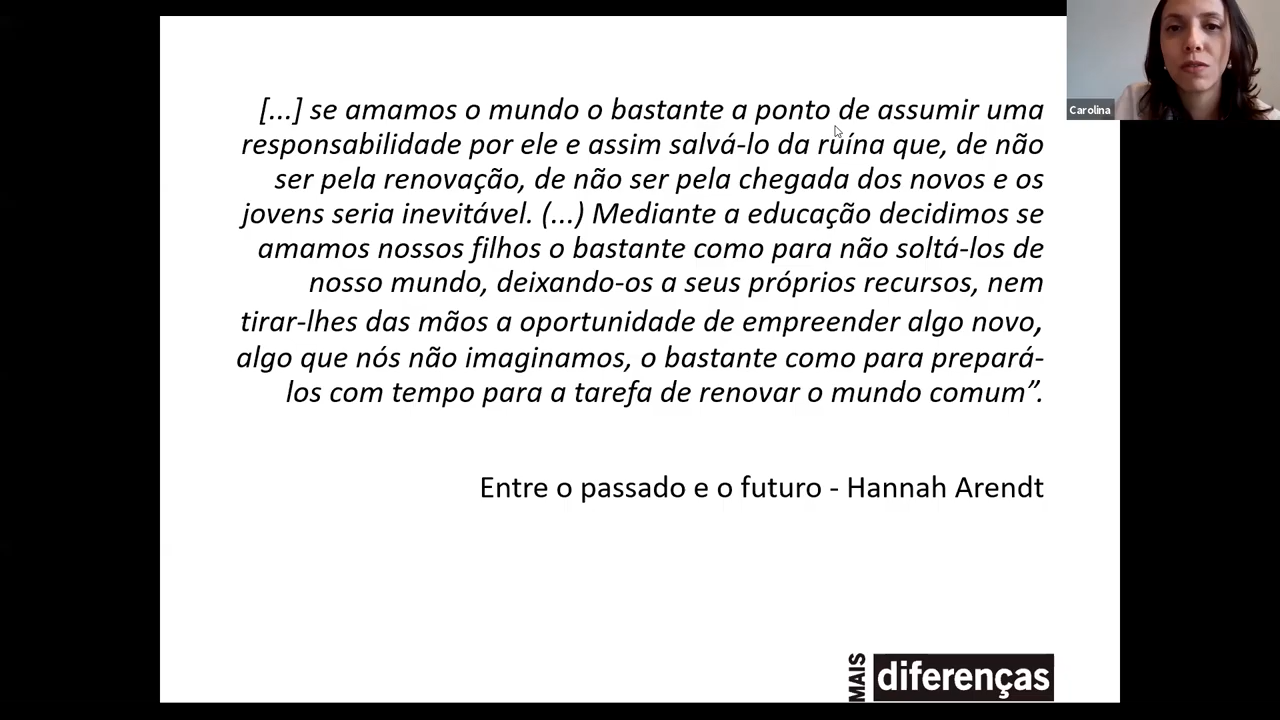 [...] se amamos o mundo o bastante a ponto de assumir uma
responsabilidade por ele e assim salvá-lo da ruína que, de não
ser pela renovação, de não ser pela chegada dos novos e os
jovens seria inevitável. (...) Mediante a educação decidimos se
amamos nossos filhos o bastante como para não soltá-los de
nosso mundo, deixando-os a seus próprios recursos, nem
tirar-lhes das mãos a oportunidade de empreender algo novo,
algo que nós não imaginamos, o bastante como para prepará-
los com tempo para a tarefa de renovar o mundo comum”.
Entre o passado e o futuro - Hannah Arendt
MAIS
diferenças
Carolina